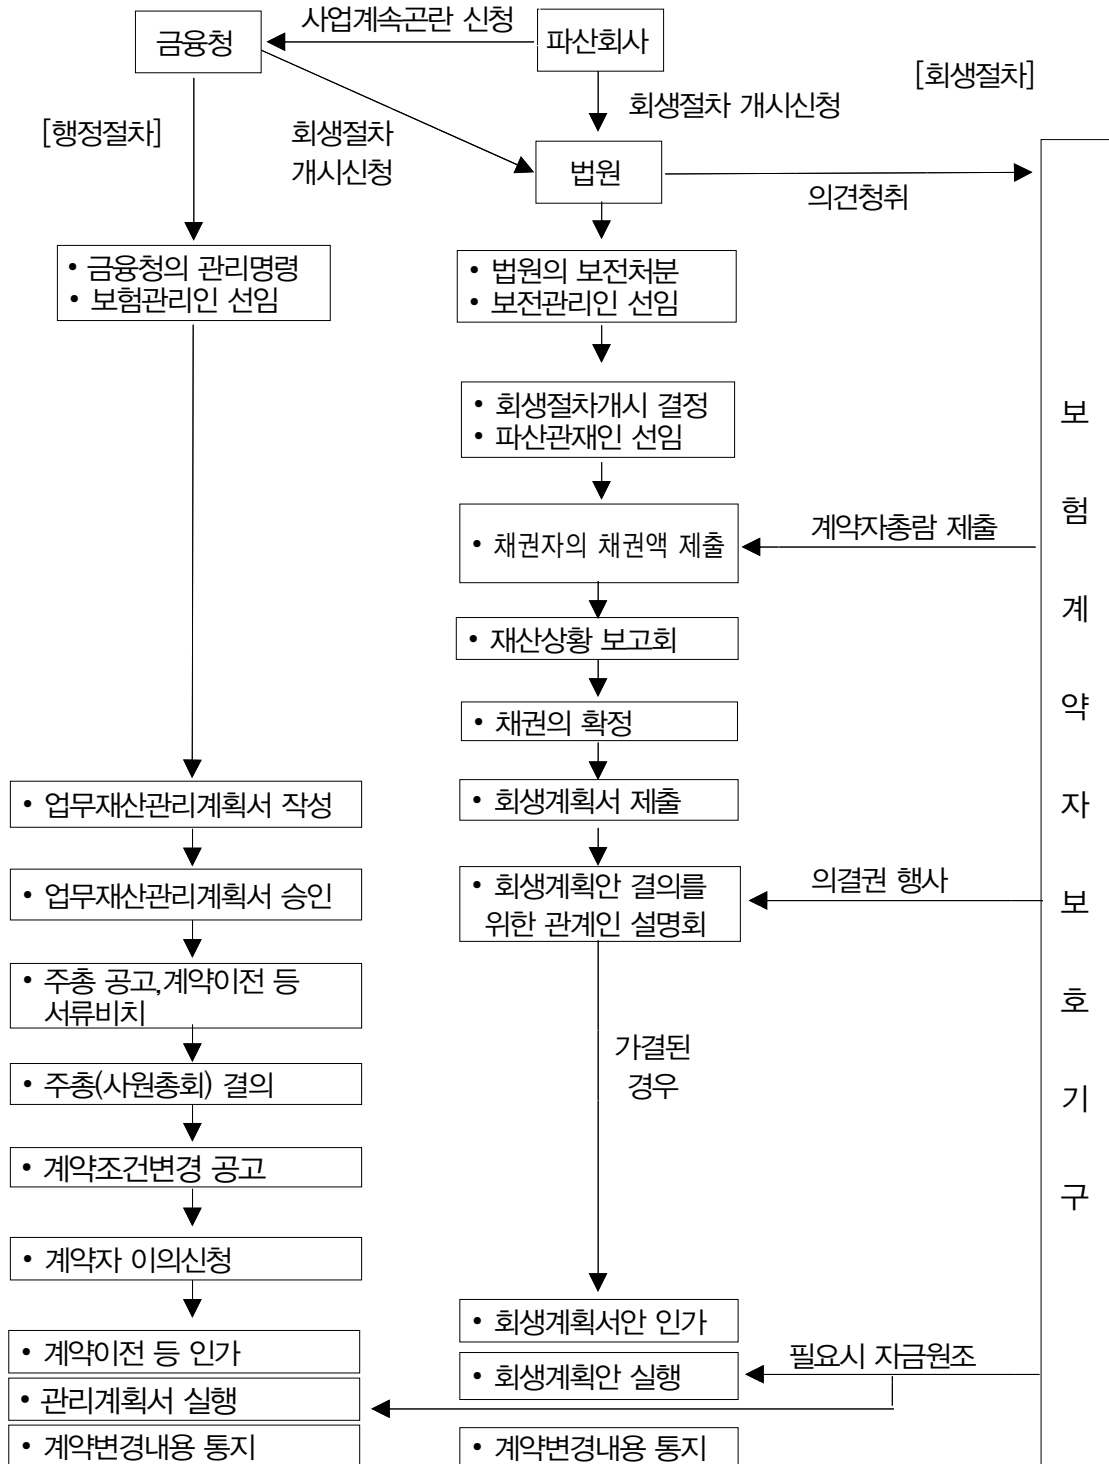 사업계속곤란 신청
금융청
파산회사
[회생절차]
회생절차 개시신청
[행정절차]
회생절차
개시신청
법원
의견청취
• 금융청의 관리명령
• 보험관리인 선임
• 법원의 보전처분
• 보전관리인 선임
• 회생절차개시 결정
• 파산관재인 선임
• 채권자의 채권액 제출
계약자총람 제출
• 재산상황 보고회
• 채권의 확정
• 업무재산관리계획서 작성
• 회생계획서 제출
• 업무재산관리계획서 승인
• 회생계획안 결의를
위한 관계인 설명회
의결권 행사
• 주총 공고,계약이전 등
서류비치
가결된
경우
• 주총(사원총회) 결의
• 계약조건변경 공고
• 계약자 이의신청
• 계약이전 등 인가
• 회생계획서안 인가
• 회생계획안 실행
필요시 자금원조
• 관리계획서 실행
• 계약변경내용 통지
• 계약변경내용 통지
보
험
계
약
자
보
호
기
구